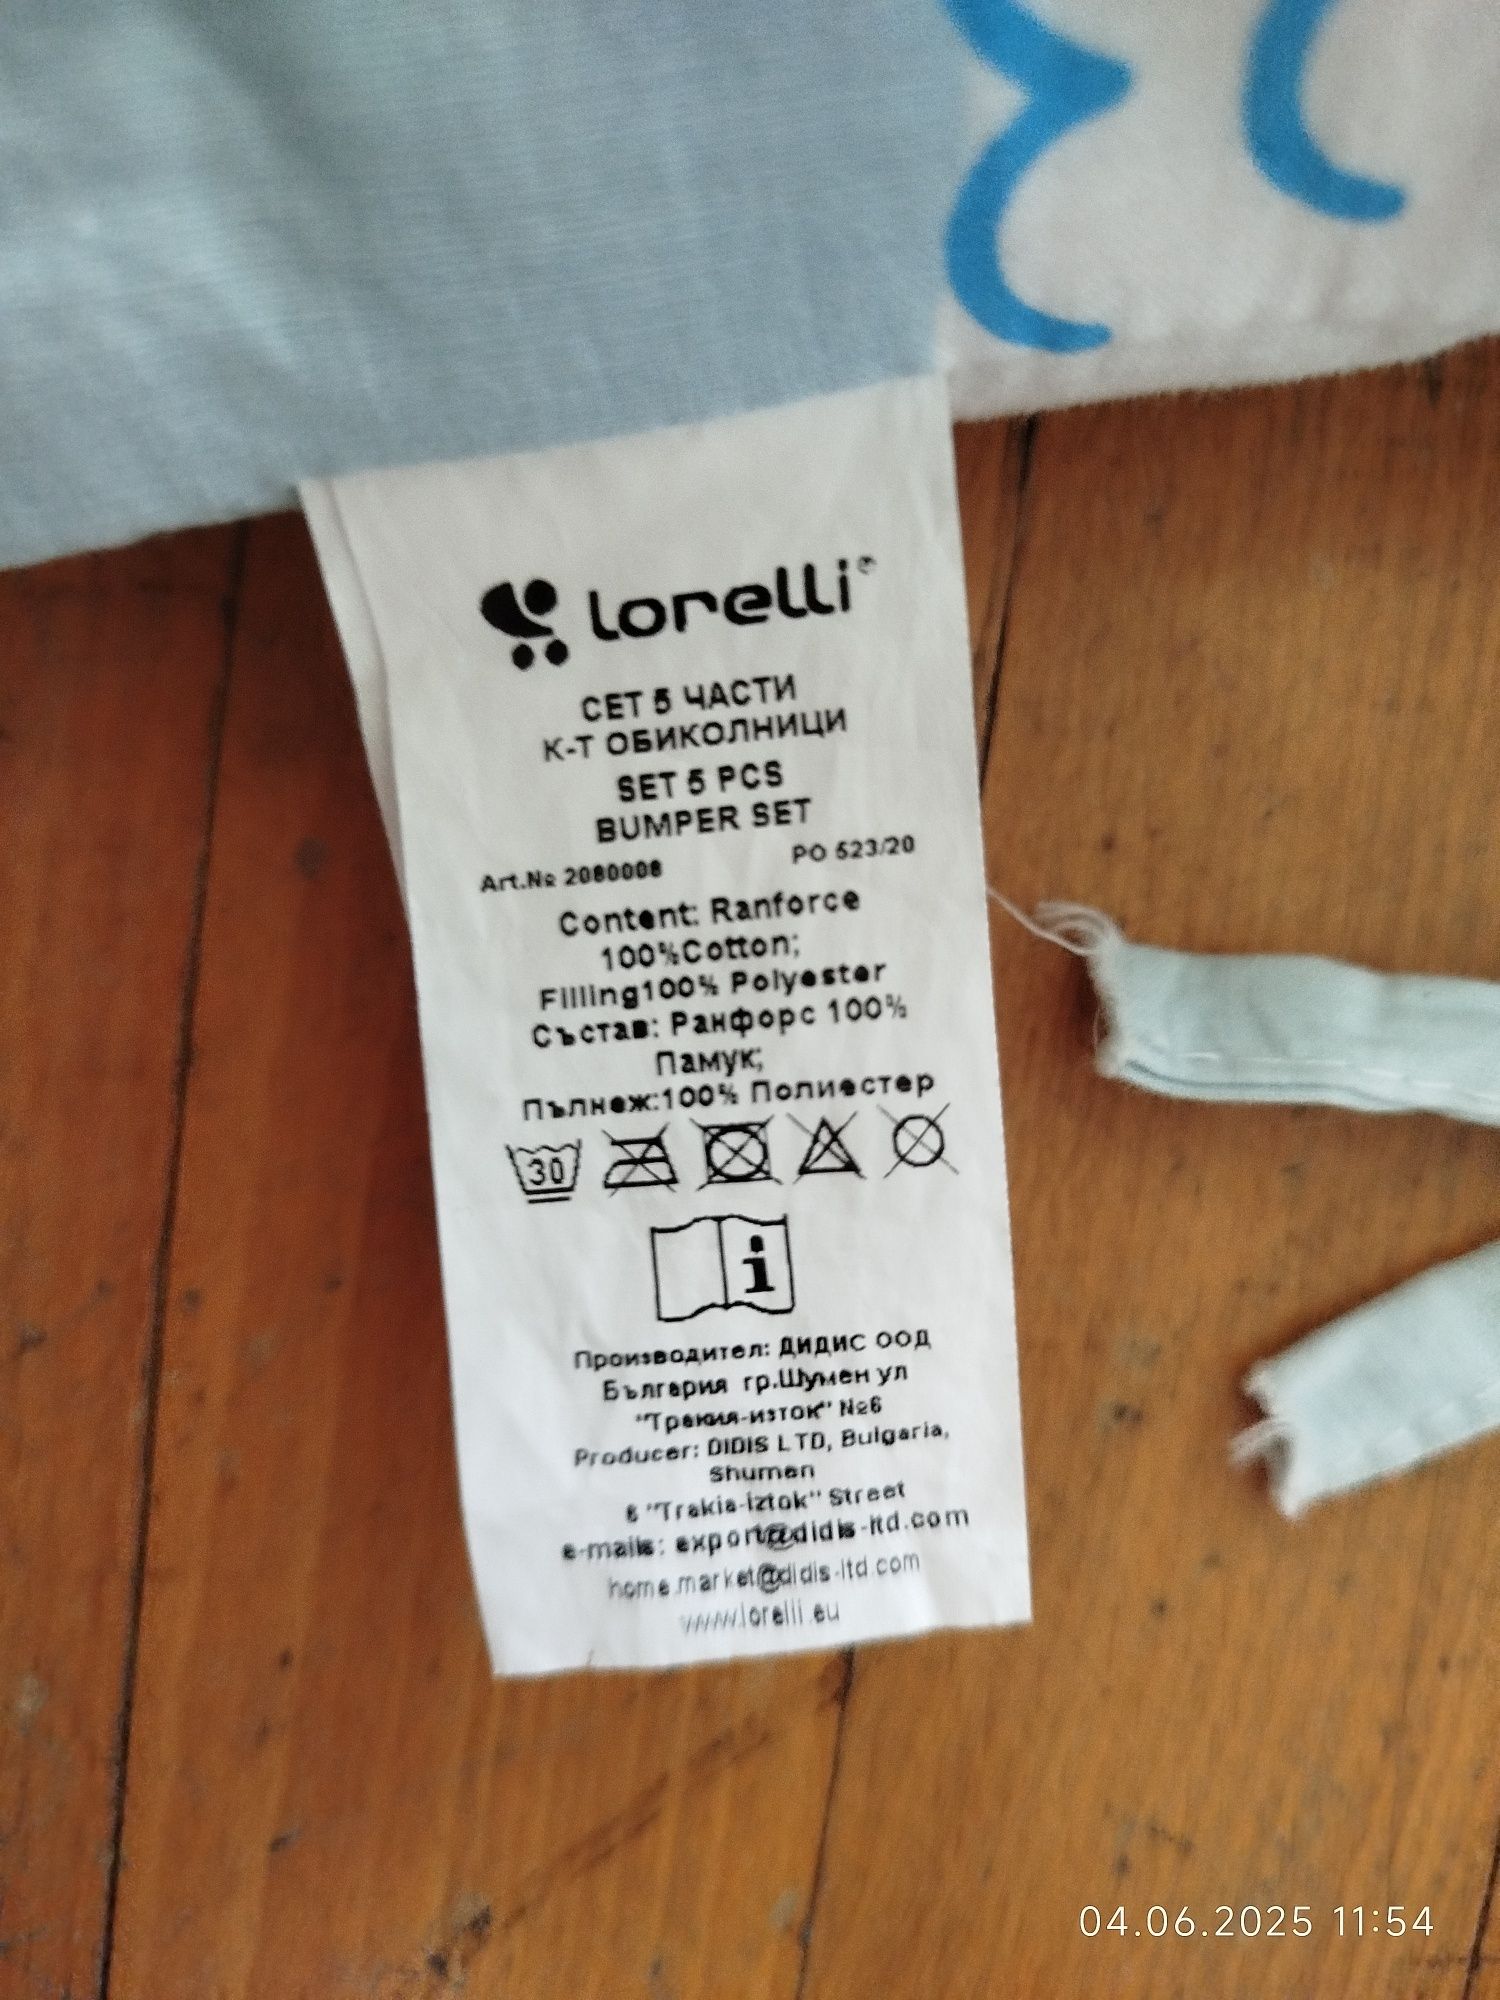 lorelli®
СЕТ 5 ЧАСТИ
К-Т ОБИКОЛНИЦИ
SET 5 PCS
BUMPER SET
Art.№ 2080008 PO 523/20
Content: Ranforce
100%Cotton;
Filling100% Polyester
Състав: Ранфорс 100%
Памук;
Пълнеж:100% Полиестер
30
i
Производител: ДИДИС ООД
България гр.Шумен ул
"Тракия-изток" №6
Producer: DIDIS LTD, Bulgaria,
Shumen
6 "Trakia-iztok" Street
e-mails: export@didis-ltd.com
home.market@didis-ltd.com
www.lorelli.eu
04.06.2025 11:54